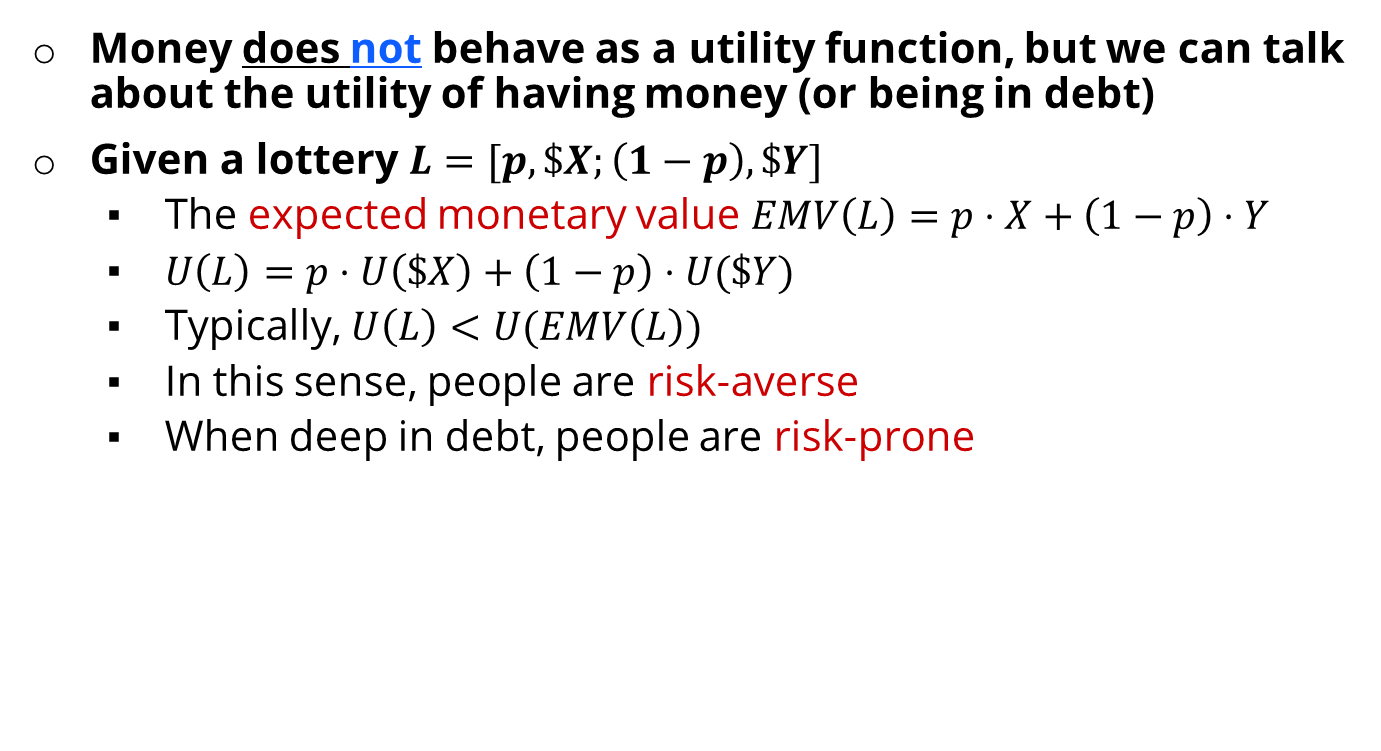 ○ Money does not behave as a utility function, but we can talk
about the utility of having money (or being in debt)
○ Given a lottery L = [p, $X; (1 − p), $Y]
▪ The expected monetary value EMV(L) = p · X + (1 − p) · Y
▪ U(L) = p · U($X) + (1 − p) · U($Y)
▪ Typically, U(L) < U(EMV(L))
▪ In this sense, people are risk-averse
▪ When deep in debt, people are risk-prone